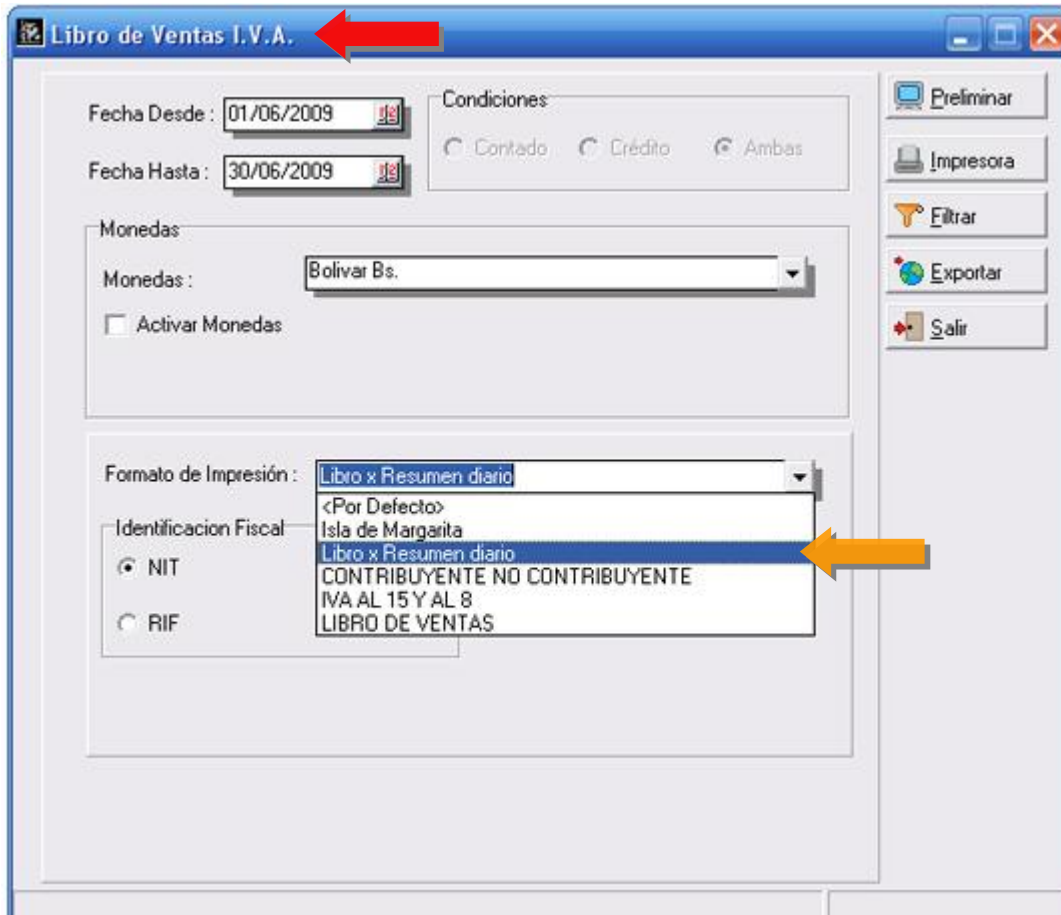 Libro de Ventas I.V.A.
Fecha Desde : 01/06/2009
Fecha Hasta : 30/06/2009
Condiciones
Contado Crédito Ambas
Monedas
Monedas : Bolivar Bs.
Activar Monedas
Formato de Impresión : Libro x Resumen diario
<Por Defecto>
Isla de Margarita
Libro x Resumen diario
CONTRIBUYENTE NO CONTRIBUYENTE
IVA AL 15 Y AL 8
LIBRO DE VENTAS
Identificacion Fiscal
NIT
RIF
Preliminar
Impresora
Filtrar
Exportar
Salir